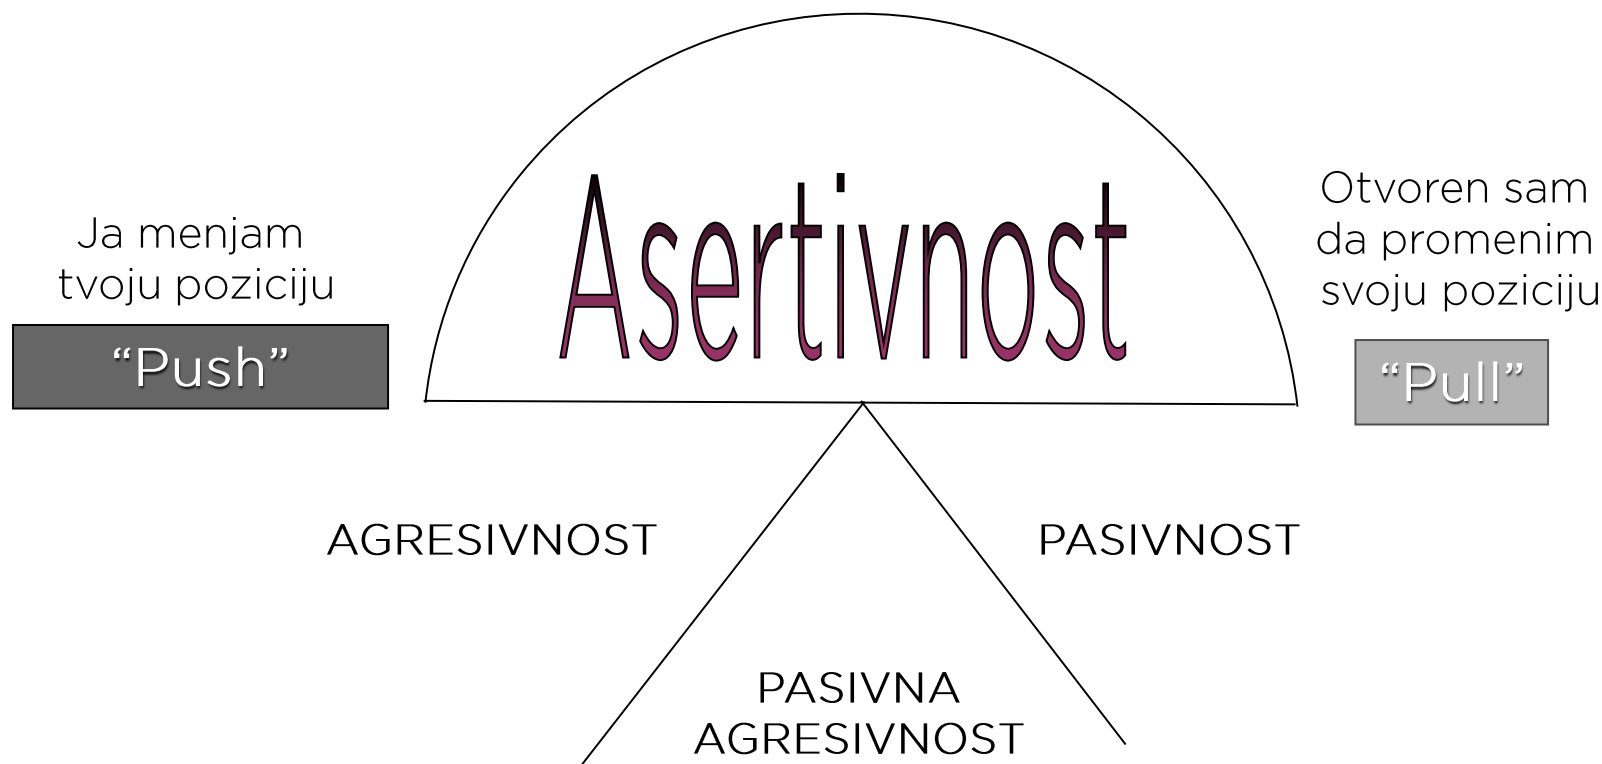 Ja menjam
tvoju poziciju
“Push”
Asertivnost
Otvoren sam
da promenim
svoju poziciju
“Pull”
AGRESIVNOST
PASIVNOST
PASIVNA
AGRESIVNOST